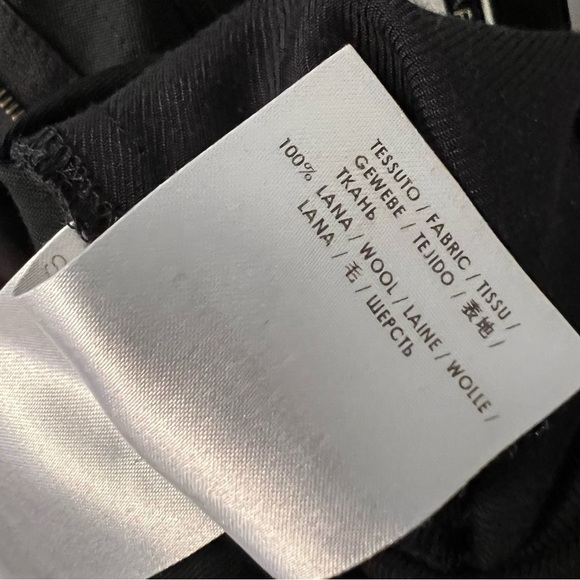 TESSUTO / FABRIC / TISSU /
GEWEBE / TEJIDO / 表地 /
ТКАНЬ
100% LANA / WOOL / LAINE / WOLLE /
LANA / 毛 / ШЕРСТЬ